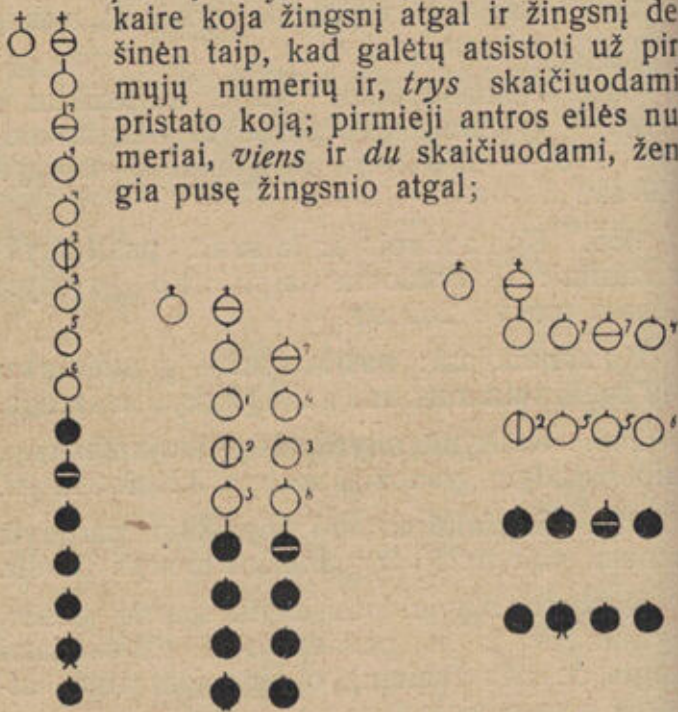 kaire koja žingsnį atgal ir žingsnį de
šinėn taip, kad galėtų atsistoti už pir
mųjų numerių ir, trys skaičiuodami
pristato koją; pirmieji antros eilės nu
meriai, viens ir du skaičiuodami, žen
gia pusę žingsnio atgal;